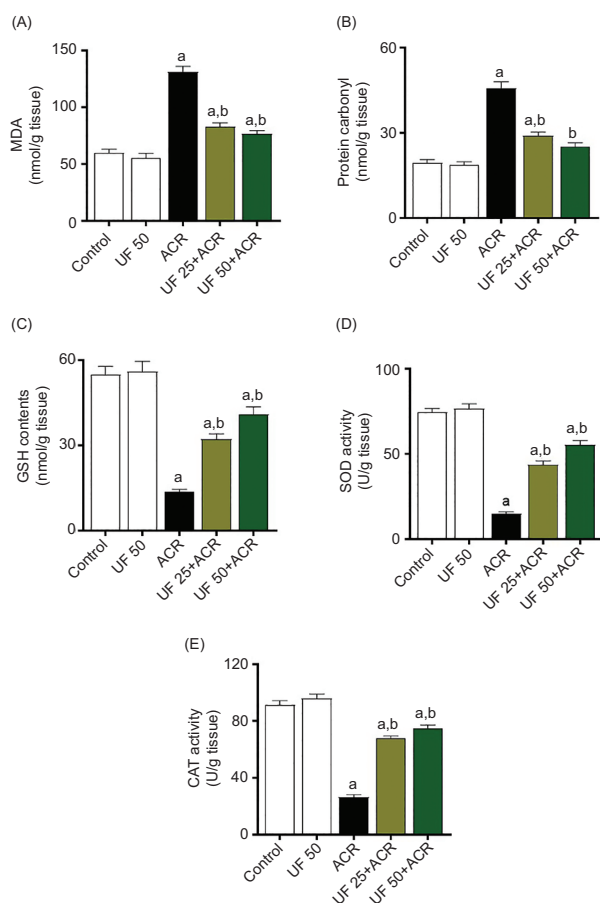 (A)
MDA
(nmol/g tissue)
150
100
50
0
a
a,b
a,b
Control
UF 50
ACR
UF 25+ACR
UF 50+ACR
(B)
Protein carbonyl
(nmol/g tissue)
60
30
0
a
a,b
b
Control
UF 50
ACR
UF 25+ACR
UF 50+ACR
(C)
GSH contents
(nmol/g tissue)
60
30
0
a
a,b
a,b
Control
UF 50
ACR
UF 25+ACR
UF 50+ACR
(D)
SOD activity
(U/g tissue)
100
50
0
a
a,b
a,b
Control
UF 50
ACR
UF 25+ACR
UF 50+ACR
(E)
CAT activity
(U/g tissue)
120
80
40
0
a
a,b
a,b
Control
UF 50
ACR
UF 25+ACR
UF 50+ACR